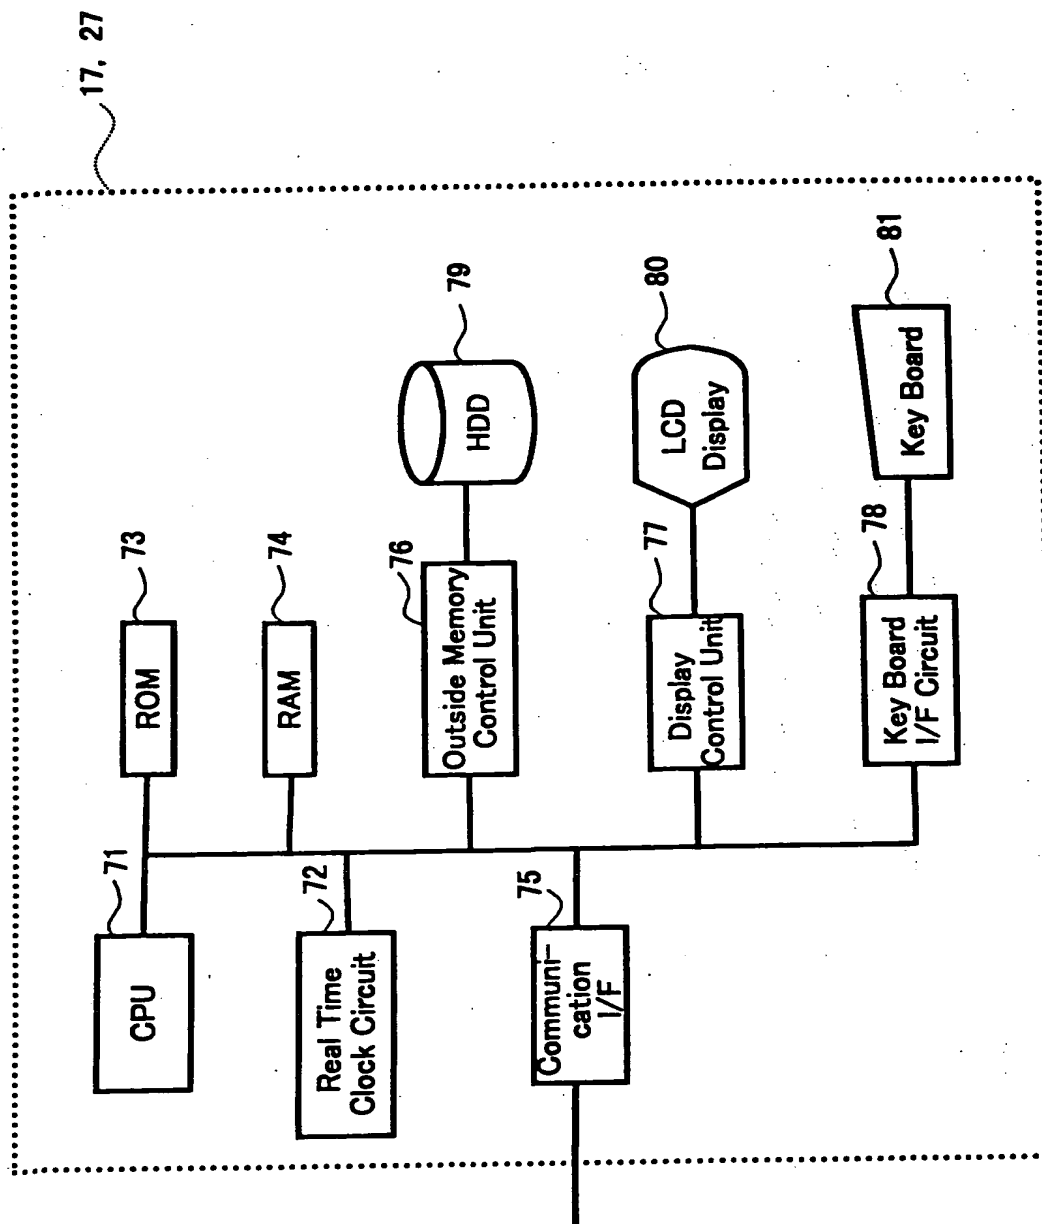 17, 27
71
CPU
73
ROM
74
RAM
72
Real Time
Clock Circuit
76
Outside Memory
Control Unit
79
HDD
75
Communi-
cation
I/F
77
Display
Control Unit
80
LCD
Display
78
Key Board
I/F Circuit
81
Key Board